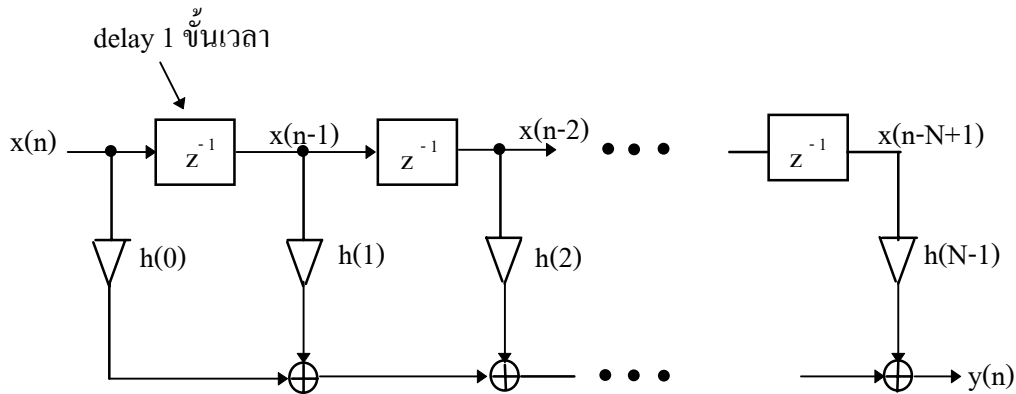 delay 1 ขั้นเวลา
x(n)
z⁻¹
x(n-1)
z⁻¹
x(n-2)
z⁻¹
x(n-N+1)
h(0)
h(1)
h(2)
h(N-1)
y(n)